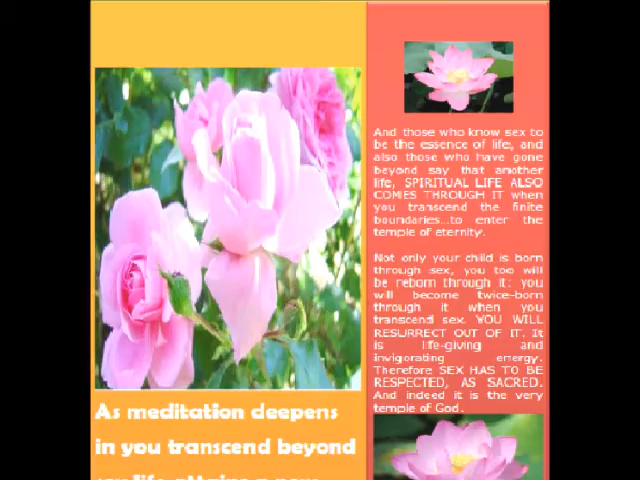 And those who know sex to
be the essence of life, and
also those who have gone
beyond say that another
life, SPIRITUAL LIFE ALSO
COMES THROUGH IT when
you transcend the finite
boundaries...to enter the
temple of eternity.
Not only your child is born
through sex, you too will
be reborn through it: you
will become twice-born
through it when you
transcend sex. YOU WILL
RESURRECT OUT OF IT. It
is life-giving and
invigorating energy.
Therefore SEX HAS TO BE
RESPECTED, AS SACRED.
And indeed it is the very
temple of God.
As meditation deepens
in you transcend beyond